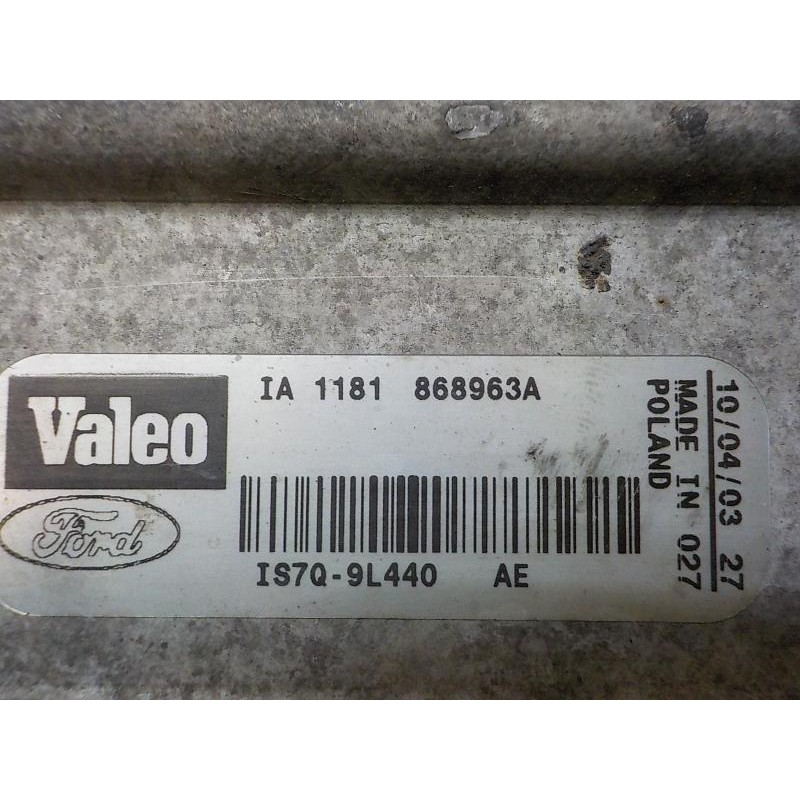 IA 1181 868963A
Valeo
Ford
IS7Q-9L440 AE
10/04/03 27
MADE IN 027
POLAND